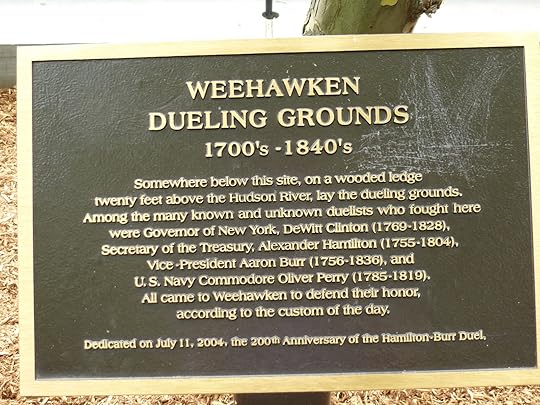 WEEHAWKEN
DUELING GROUNDS
1700's - 1840's
Somewhere below this site, on a wooded ledge
twenty feet above the Hudson River, lay the dueling grounds.
Among the many known and unknown duelists who fought here
were Governor of New York, DeWitt Clinton (1769-1828),
Secretary of the Treasury, Alexander Hamilton (1755-1804),
Vice-President Aaron Burr (1756-1836), and
U. S. Navy Commodore Oliver Perry (1785-1819).
All came to Weehawken to defend their honor,
according to the custom of the day.
Dedicated on July 11, 2004, the 200th Anniversary of the Hamilton-Burr Duel.